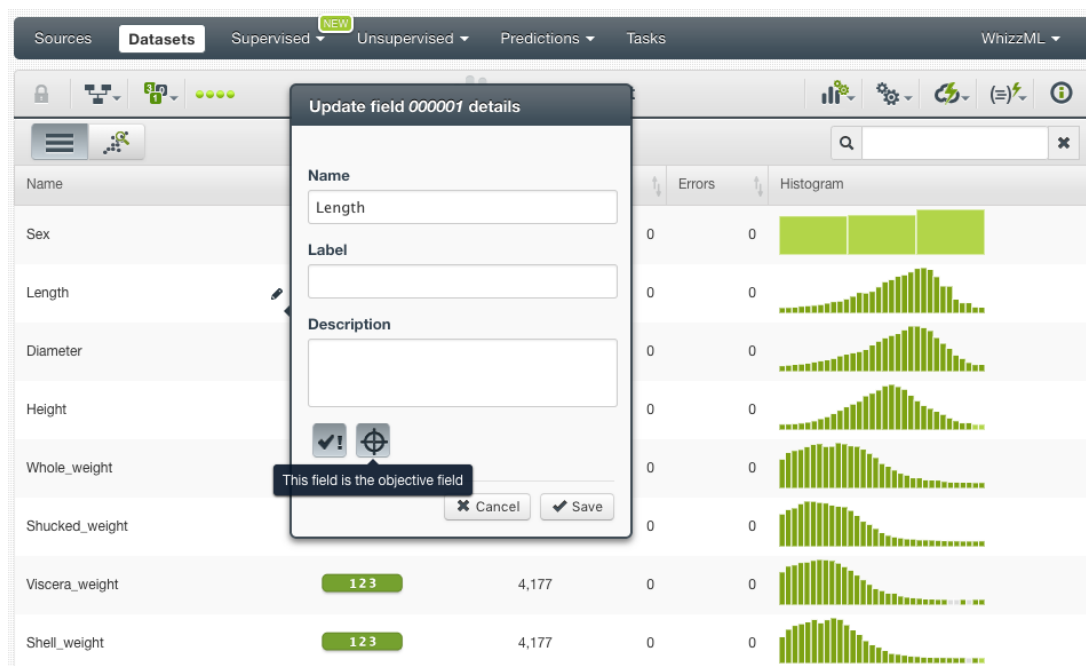 NEW
Sources Datasets Supervised Unsupervised Predictions Tasks WhizzML
Update field 000001 details
Name
Length
Label
Description
This field is the objective field
Cancel Save
Name Errors Histogram
Sex 0 0
Length 0 0
Diameter 0 0
Height 0 0
Whole_weight 0 0
Shucked_weight 0 0
Viscera_weight 123 4,177 0 0
Shell_weight 123 4,177 0 0